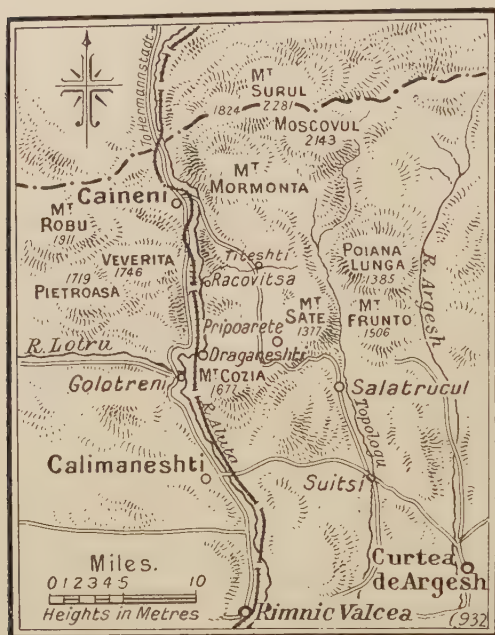 To Hermannstadt
MT
SURUL
2281
1824
MOSCOVUL
2143
MT
MORMONTA
Caineni
MT
ROBU
1911
VEVERITA
1746
1719
PIETROASA
Titeshti
Racovitsa
POIANA
LUNGA
1385
R. Argesh
MT
SATE
1377
MT
FRUNTO
1506
Pripoarete
R. Lotru
Draganeshti
Golotreni
MT COZIA
Salatrucul
R. Aluta
Topologu
Calimaneshti
Suitsi
Curtea
de Argesh
Miles.
0 1 2 3 4 5 10
Heights in Metres
Rimnic Valcea
(932)